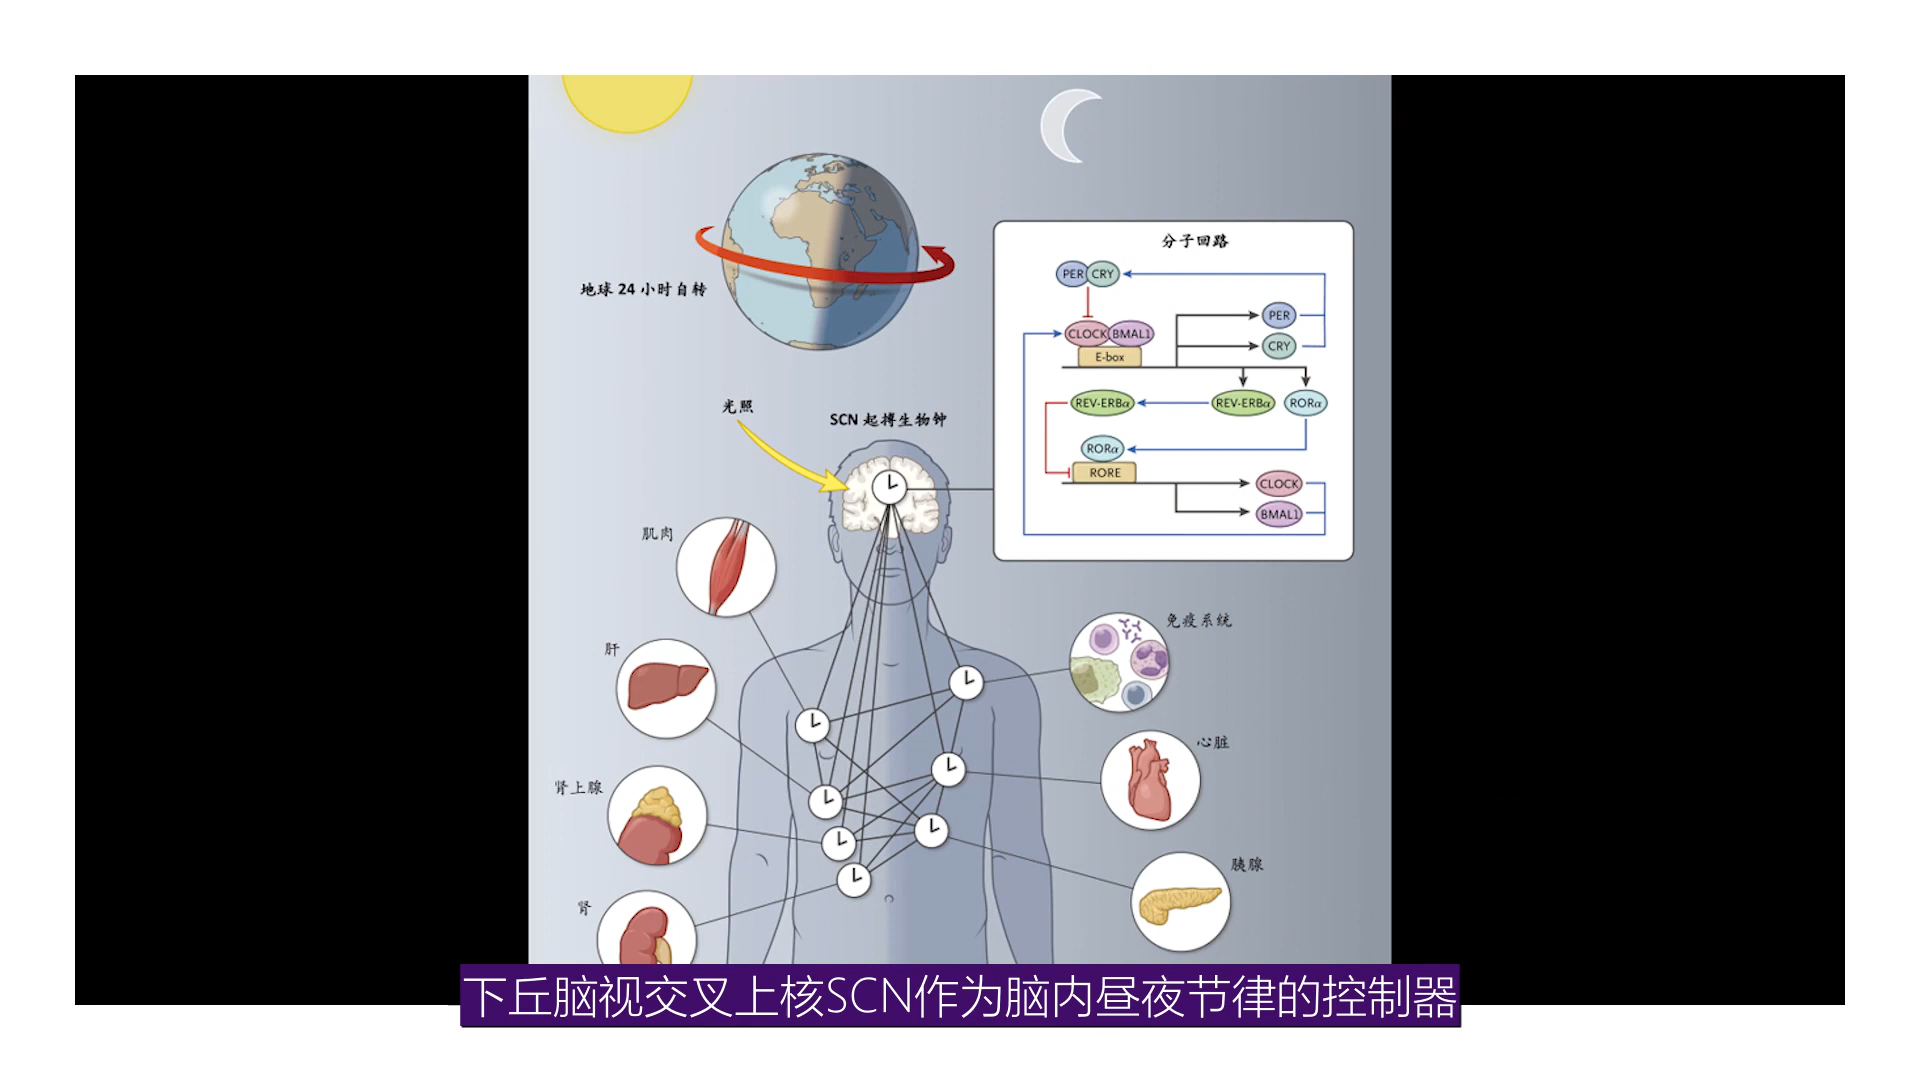 地球 24 小时自转
分子回路
PER CRY
PER
CLOCK BMAL1
CRY
E-box
REV-ERBα
REV-ERBα
RORα
RORα
RORE
CLOCK
BMAL1
光照
SCN 起搏生物钟
肌肉
肝
肾上腺
肾
免疫系统
心脏
胰腺
下丘脑视交叉上核SCN作为脑内昼夜节律的控制器